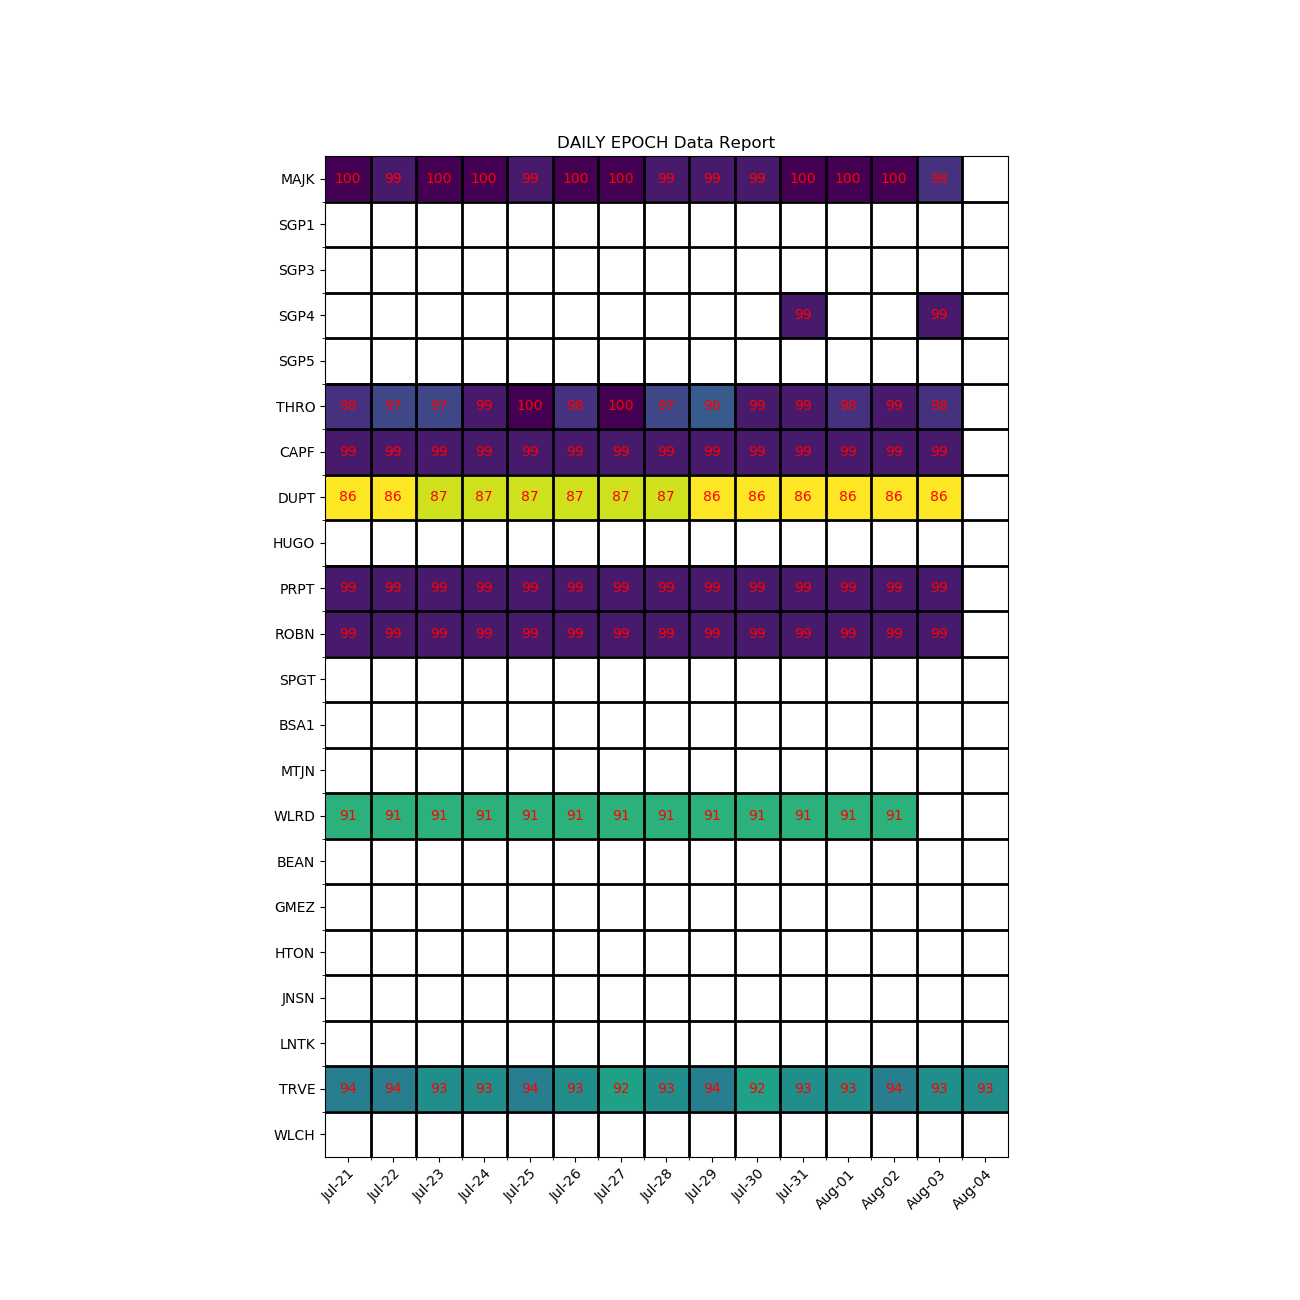 DAILY EPOCH Data Report
MAJK 100 99 100 100 99 100 100 99 99 99 100 100 100 98
SGP1
SGP3
SGP4 99 99
SGP5
THRO 98 97 97 99 100 98 100 97 96 99 99 98 99 98
CAPF 99 99 99 99 99 99 99 99 99 99 99 99 99 99
DUPT 86 86 87 87 87 87 87 87 86 86 86 86 86 86
HUGO
PRPT 99 99 99 99 99 99 99 99 99 99 99 99 99 99
ROBN 99 99 99 99 99 99 99 99 99 99 99 99 99 99
SPGT
BSA1
MTJN
WLRD 91 91 91 91 91 91 91 91 91 91 91 91 91
BEAN
GMEZ
HTON
JNSN
LNTK
TRVE 94 94 93 93 94 93 92 93 94 92 93 93 94 93 93
WLCH
Jul-21 Jul-22 Jul-23 Jul-24 Jul-25 Jul-26 Jul-27 Jul-28 Jul-29 Jul-30 Jul-31 Aug-01 Aug-02 Aug-03 Aug-04